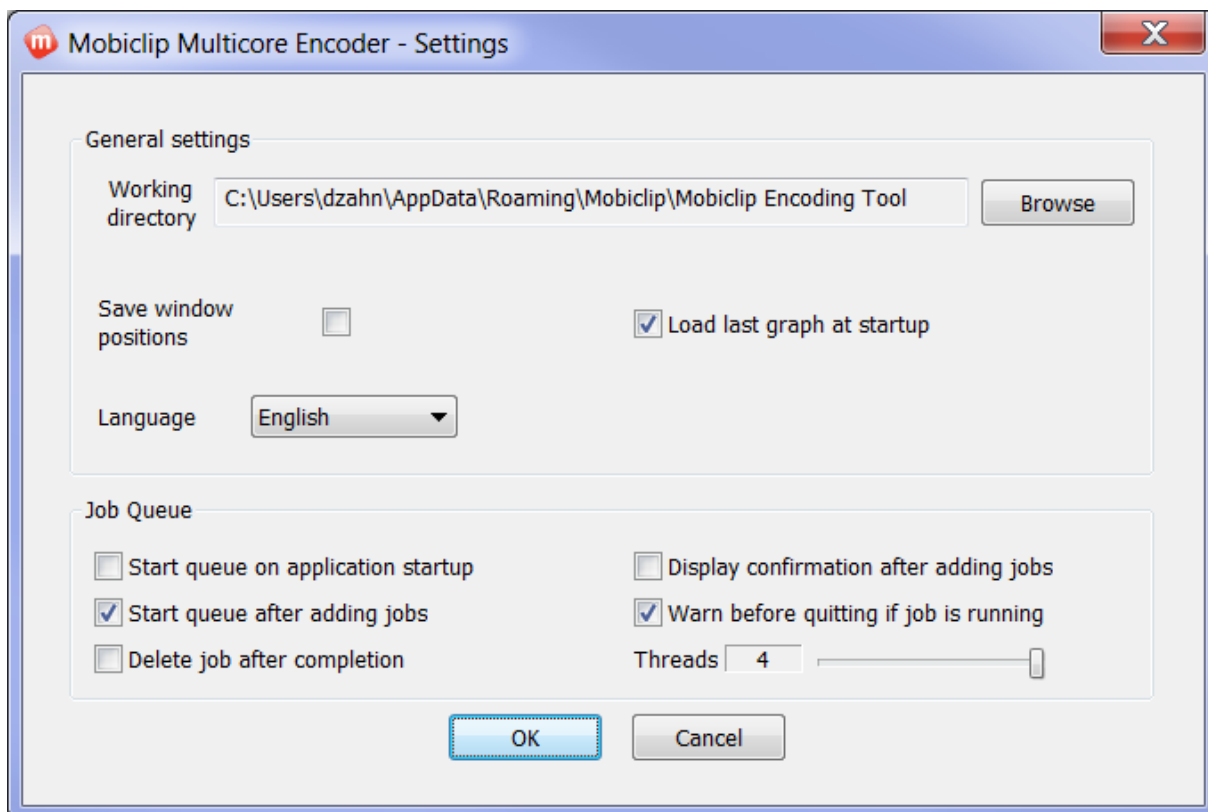 Mobiclip Multicore Encoder - Settings
General settings
Working
directory
C:\Users\dzahn\AppData\Roaming\Mobiclip\Mobiclip Encoding Tool
Browse
Save window
positions
Load last graph at startup
Language
English
Job Queue
Start queue on application startup
Display confirmation after adding jobs
Start queue after adding jobs
Warn before quitting if job is running
Delete job after completion
Threads 4
OK
Cancel